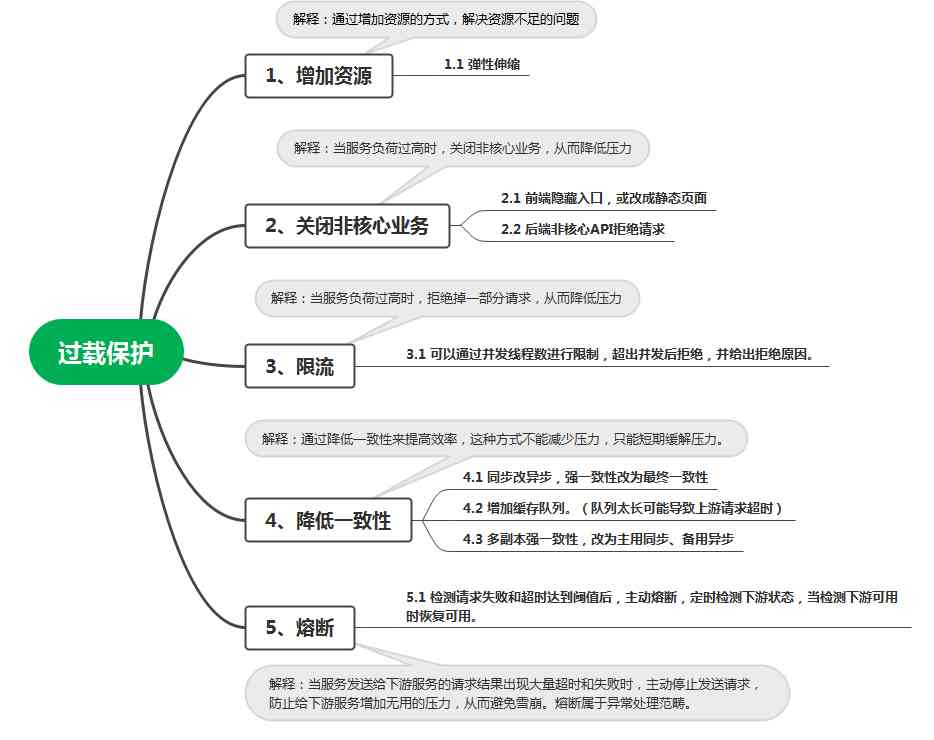 解释：通过增加资源的方式，解决资源不足的问题
1、增加资源
1.1 弹性伸缩
解释：当服务负荷过高时，关闭非核心业务，从而降低压力
2、关闭非核心业务
2.1 前端隐藏入口，或改成静态页面
2.2 后端非核心API拒绝请求
解释：当服务负荷过高时，拒绝掉一部分请求，从而降低压力
过载保护
3、限流
3.1 可以通过并发线程数进行限制，超出并发后拒绝，并给出拒绝原因。
解释：通过降低一致性来提高效率，这种方式不能减少压力，只能短期缓解压力。
4、降低一致性
4.1 同步改异步，强一致性改为最终一致性
4.2 增加缓存队列。（队列太长可能导致上游请求超时）
4.3 多副本强一致性，改为主用同步、备用异步
5、熔断
5.1 检测请求失败和超时达到阀值后，主动熔断，定时检测下游状态，当检测下游可用
时恢复可用。
解释：当服务发送给下游服务的请求结果出现大量超时和失败时，主动停止发送请求，
防止给下游服务增加无用的压力，从而避免雪崩。熔断属于异常处理范畴。